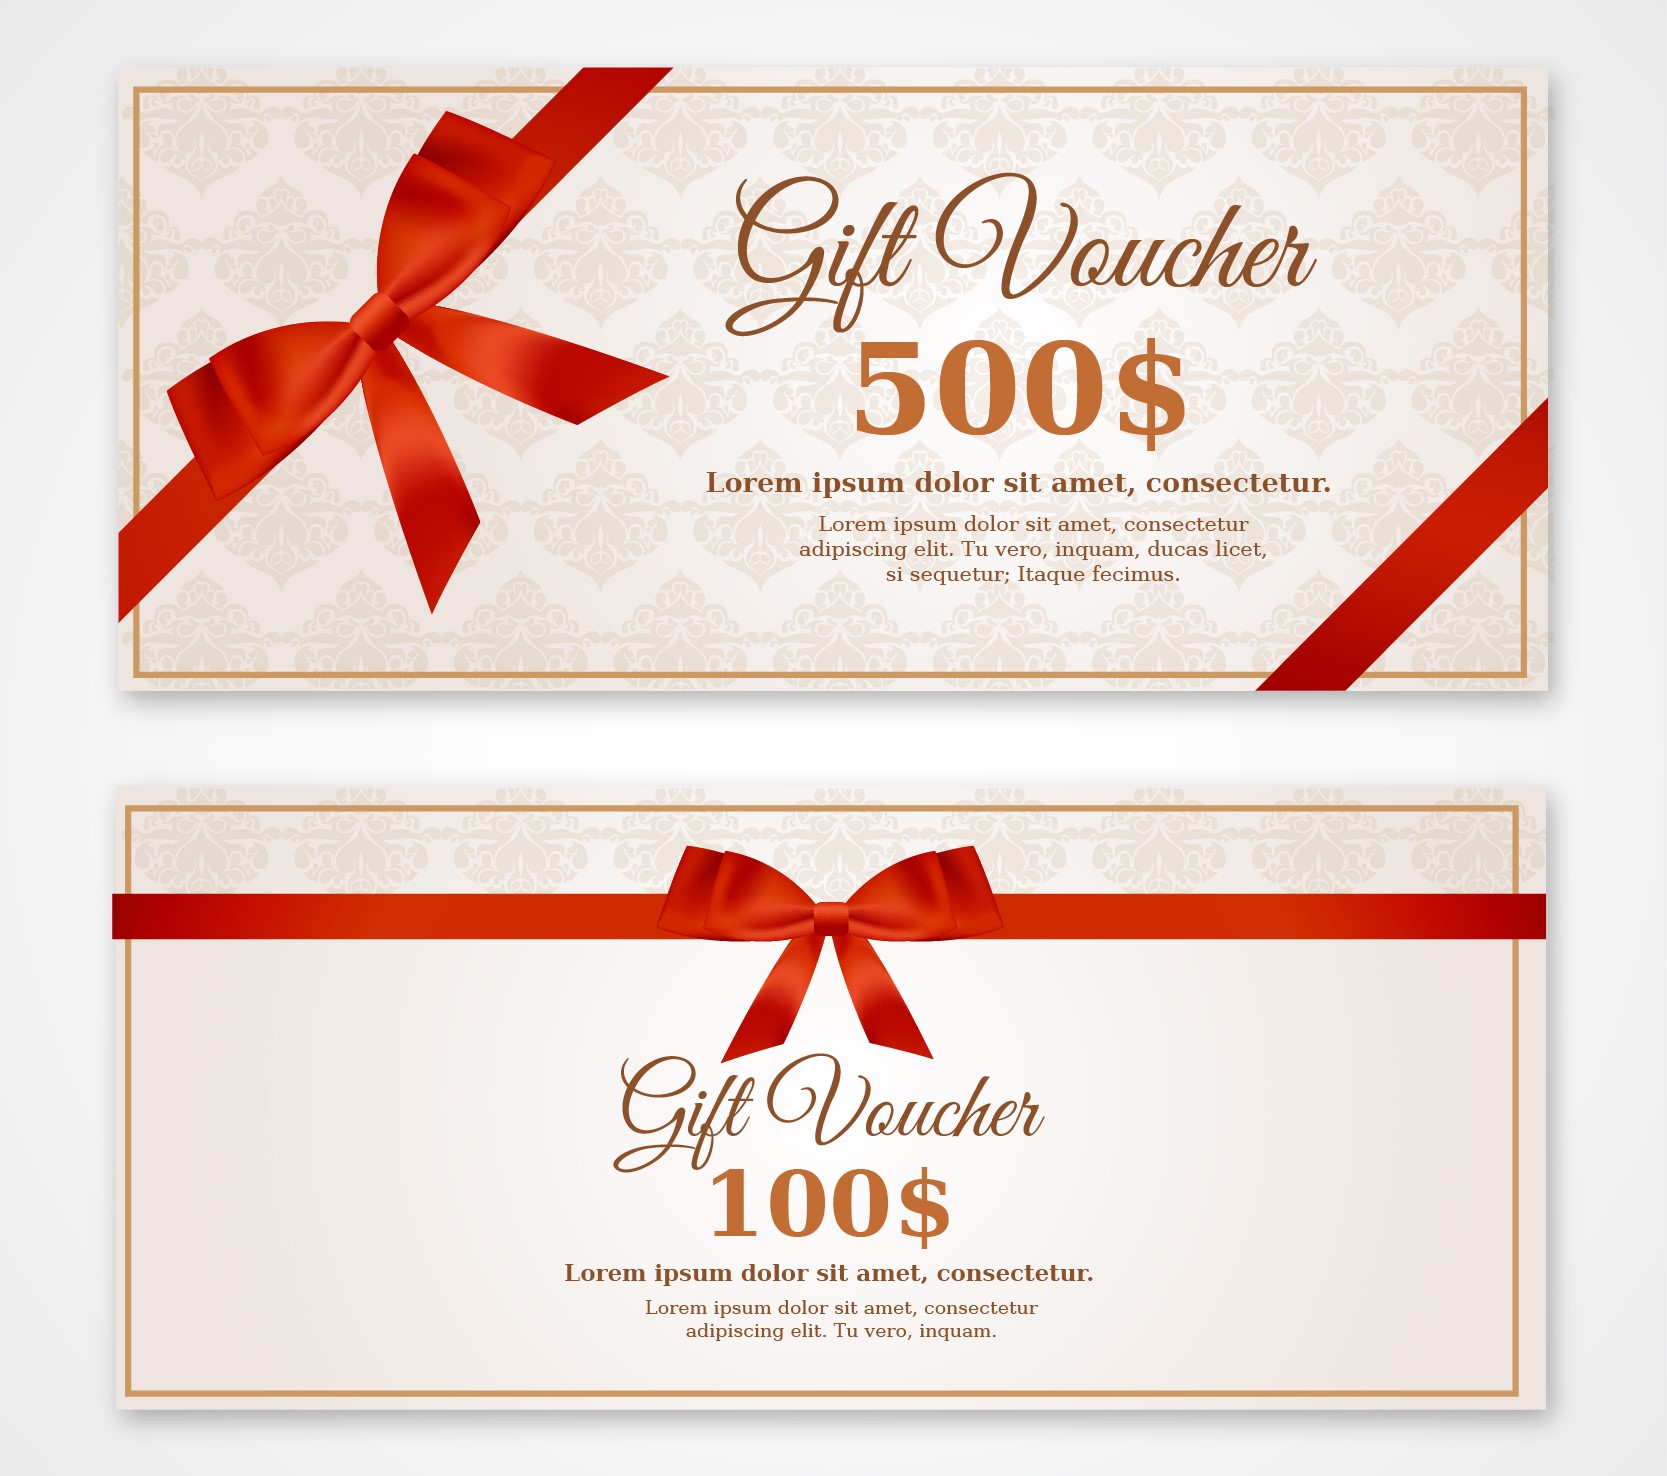 Gift Voucher
500$
Lorem ipsum dolor sit amet, consectetur.
Lorem ipsum dolor sit amet, consectetur
adipiscing elit. Tu vero, inquam, ducas licet,
si sequetur; Itaque fecimus.
Gift Voucher
100$
Lorem ipsum dolor sit amet, consectetur.
Lorem ipsum dolor sit amet, consectetur
adipiscing elit. Tu vero, inquam.